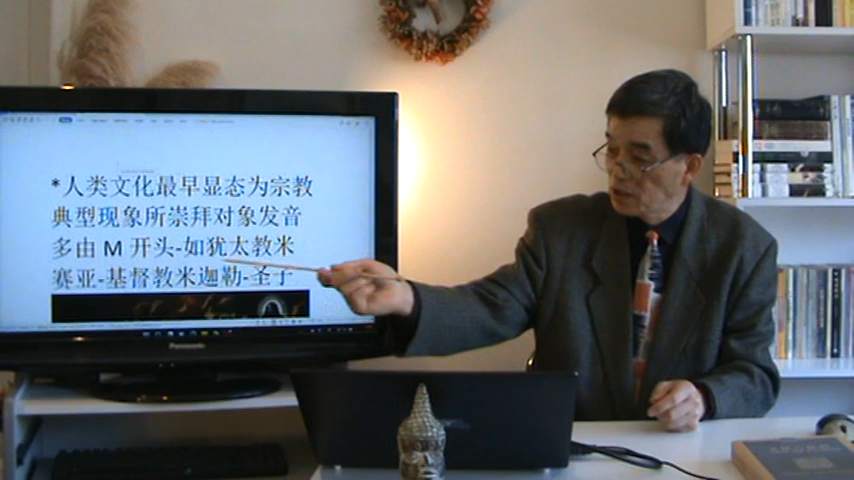 *人类文化最早显态为宗教
典型现象所崇拜对象发音
多由 M 开头-如犹太教米
赛亚-基督教米迦勒-圣于
Panasonic